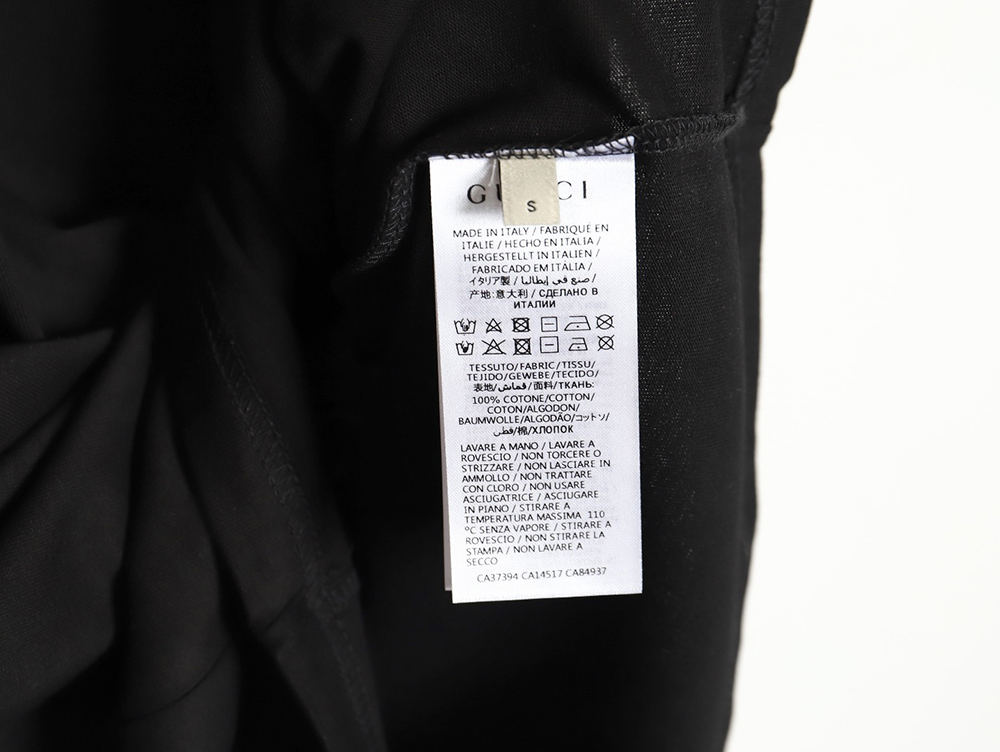 GUCCI
S
MADE IN ITALY / FABRIQUÉ EN
ITALIE / HECHO EN ITALIA /
HERGESTELLT IN ITALIEN /
FABRICADO EM ITÁLIA /
イタリア製 / صنع في إيطاليا /
产地:意大利 / СДЕЛАНО В
ИТАЛИИ
TESSUTO/FABRIC/TISSU/
TEJIDO/GEWEBE/TECIDO/
表地/قماش/面料/ТКАНЬ:
100% COTONE/COTTON/
COTON/ALGODON/
BAUMWOLLE/ALGODÃO/コットン/
قطن/棉/ХЛОПОК
LAVARE A MANO / LAVARE A
ROVESCIO / NON TORCERE O
STRIZZARE / NON LASCIARE IN
AMMOLLO / NON TRATTARE
CON CLORO / NON USARE
ASCIUGATRICE / ASCIUGARE
IN PIANO / STIRARE A
TEMPERATURA MASSIMA 110
ºC SENZA VAPORE / STIRARE A
ROVESCIO / NON STIRARE LA
STAMPA / NON LAVARE A
SECCO
CA37394 CA14517 CA84937